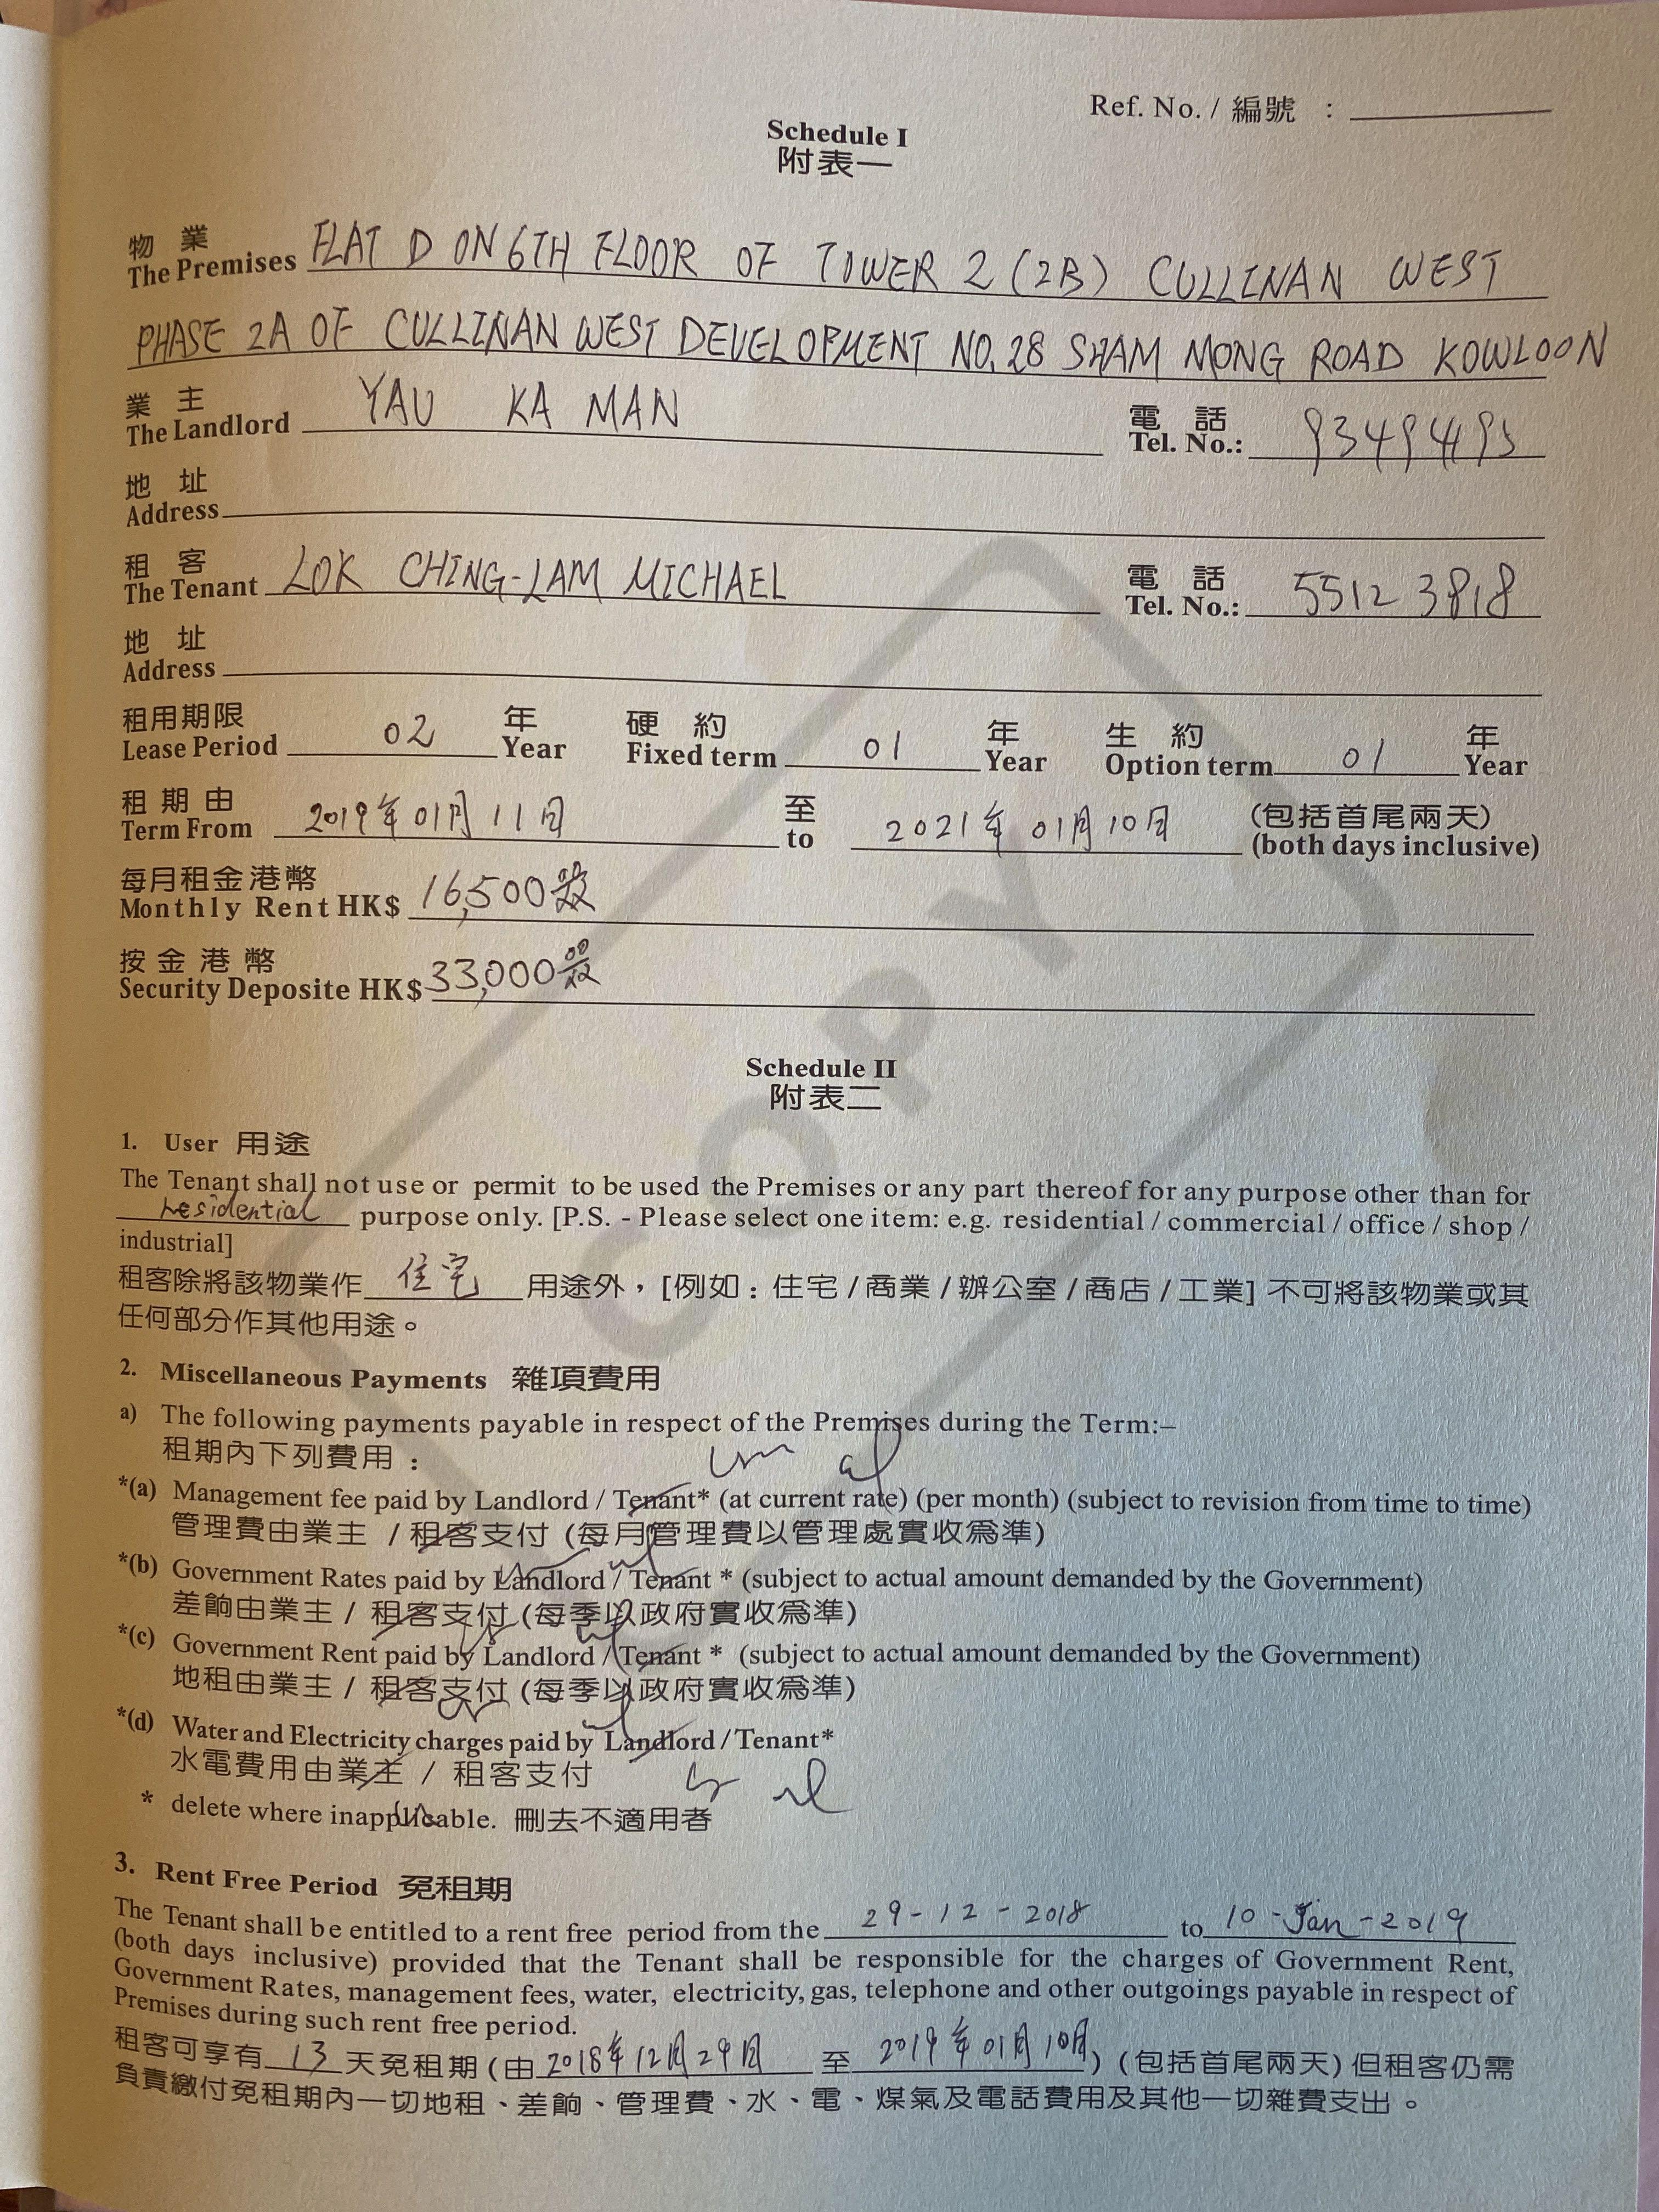 Ref. No. / 編號 :
Schedule I
附表一
物業 FLAT D ON 6TH FLOOR OF TOWER 2 (2B) CULLINAN WEST
The Premises
PHASE 2A OF CULLINAN WEST DEVELOPMENT NO. 28 SHAM MONG ROAD KOWLOON
業主 YAU KA MAN 電話
The Landlord Tel. No.:
地址
Address
租客 LOK CHING-LAM MICHAEL 電話 5512 3818
The Tenant Tel. No.:
地址
Address
租用期限 02 年 硬約 01 年 生約 01 年
Lease Period Year Fixed term Year Option term Year
租期由 2019年01月11日 至 2021年01月10日 (包括首尾兩天)
Term From to (both days inclusive)
每月租金港幣 16,500
Monthly Rent HK$
按金港幣 33,000
Security Deposite HK$
COPY
Schedule II
附表二
1. User 用途
The Tenant shall not use or permit to be used the Premises or any part thereof for any purpose other than for
residential purpose only. [P.S. - Please select one item: e.g. residential / commercial / office / shop /
industrial]
租客除將該物業作 住宅 用途外，[例如：住宅 / 商業 / 辦公室 / 商店 / 工業] 不可將該物業或其
任何部分作其他用途。
2. Miscellaneous Payments 雜項費用
a) The following payments payable in respect of the Premises during the Term:–
租期內下列費用：
*(a) Management fee paid by Landlord / Tenant* (at current rate) (per month) (subject to revision from time to time)
管理費由業主 / 租客支付 (每月管理費以管理處實收為準)
*(b) Government Rates paid by Landlord / Tenant * (subject to actual amount demanded by the Government)
差餉由業主 / 租客支付 (每季以政府實收為準)
*(c) Government Rent paid by Landlord / Tenant * (subject to actual amount demanded by the Government)
地租由業主 / 租客支付 (每季以政府實收為準)
*(d) Water and Electricity charges paid by Landlord / Tenant*
水電費用由業主 / 租客支付
* delete where inapplicable. 刪去不適用者
3. Rent Free Period 免租期
The Tenant shall be entitled to a rent free period from the 29-12-2018 to 10-Jan-2019
(both days inclusive) provided that the Tenant shall be responsible for the charges of Government Rent,
Government Rates, management fees, water, electricity, gas, telephone and other outgoings payable in respect of
Premises during such rent free period.
租客可享有 13 天免租期 (由 2018年12月29日 至 2019年01月10日) (包括首尾兩天) 但租客仍需
負責繳付免租期內一切地租、差餉、管理費、水、電、煤氣及電話費用及其他一切雜費支出。